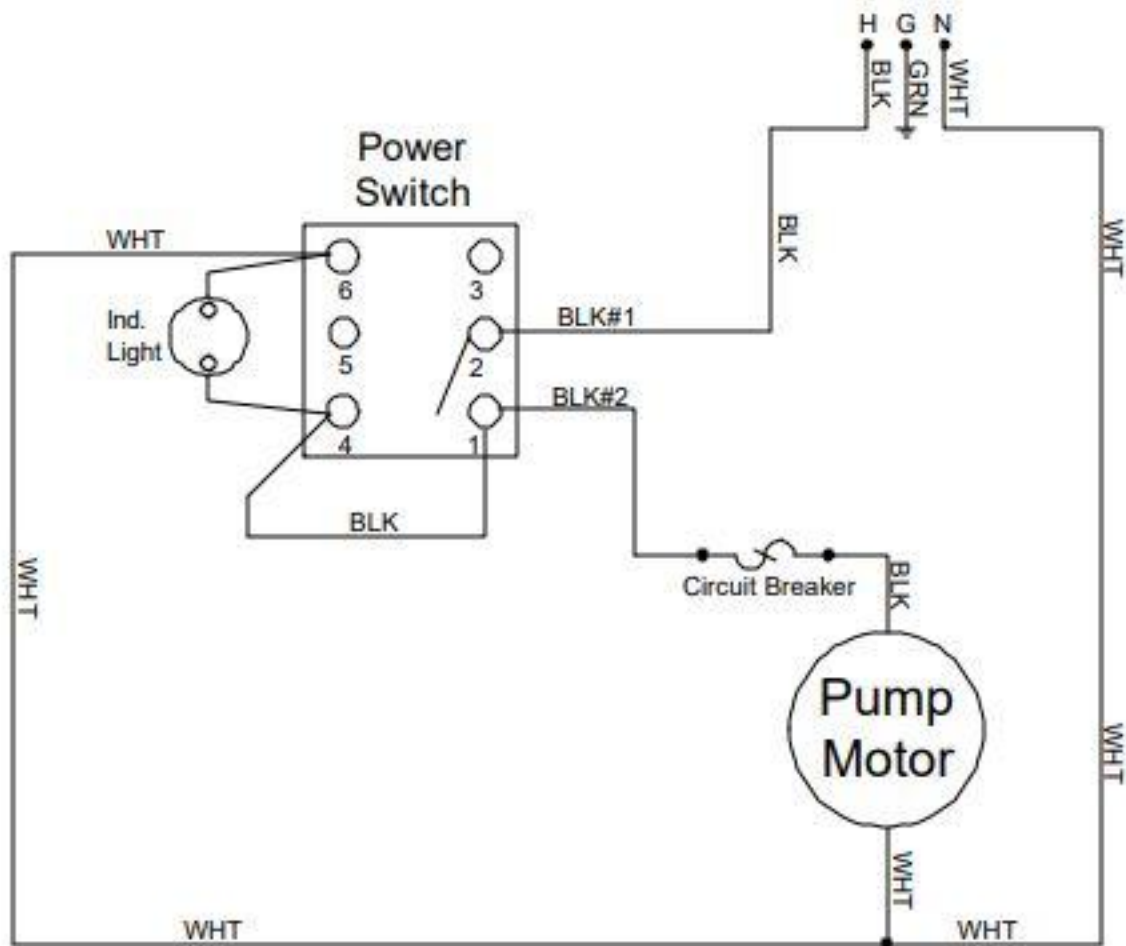 H G N
BLK
GRN
WHT
Power
Switch
WHT
BLK
WHT
6
3
Ind.
Light
BLK#1
5
2
BLK#2
4
1
BLK
WHT
Circuit Breaker
BLK
Pump
Motor
WHT
WHT
WHT
WHT